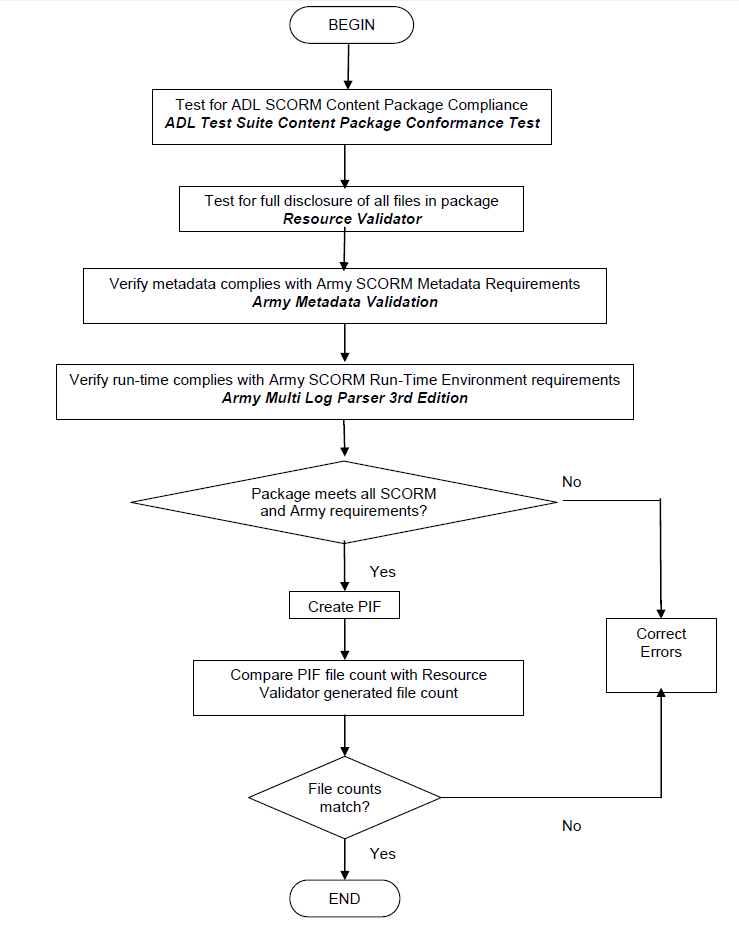 BEGIN
Test for ADL SCORM Content Package Compliance
ADL Test Suite Content Package Conformance Test
Test for full disclosure of all files in package
Resource Validator
Verify metadata complies with Army SCORM Metadata Requirements
Army Metadata Validation
Verify run-time complies with Army SCORM Run-Time Environment requirements
Army Multi Log Parser 3rd Edition
Package meets all SCORM
and Army requirements?
No
Yes
Create PIF
Correct
Errors
Compare PIF file count with Resource
Validator generated file count
File counts
match?
No
Yes
END